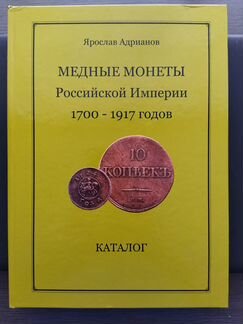 Ярослав Адрианов
МЕДНЫЕ МОНЕТЫ
Российской Империи
1700 - 1917 годов
10
КОПѢЕКЪ
КАТАЛОГ